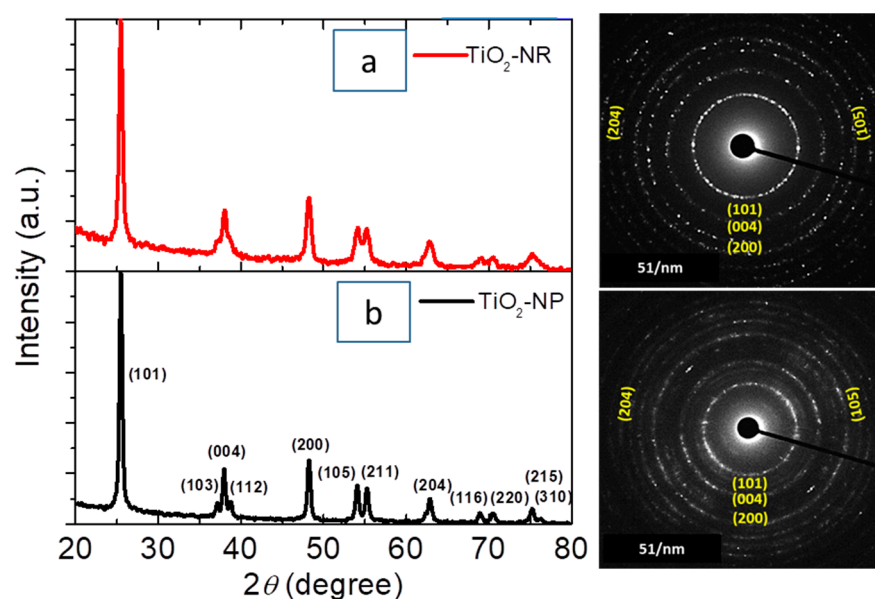 a
TiO₂-NR
Intensity (a.u.)
b
TiO₂-NP
(101)
(103)
(004)
(112)
(200)
(105)
(211)
(204)
(116)
(220)
(215)
(310)
20 30 40 50 60 70 80
2θ (degree)
(204)
(105)
(101)
(004)
(200)
51/nm
(204)
(105)
(101)
(004)
(200)
51/nm